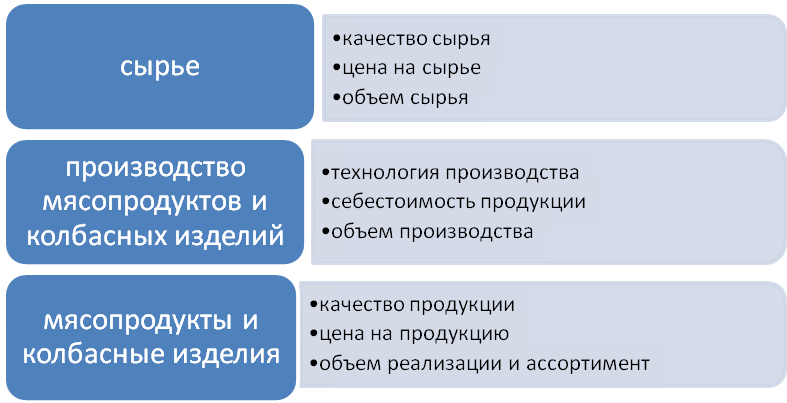 сырье
•качество сырья
•цена на сырье
•объем сырья
производство
мясопродуктов и
колбасных изделий
•технология производства
•себестоимость продукции
•объем производства
мясопродукты и
колбасные изделия
•качество продукции
•цена на продукцию
•объем реализации и ассортимент